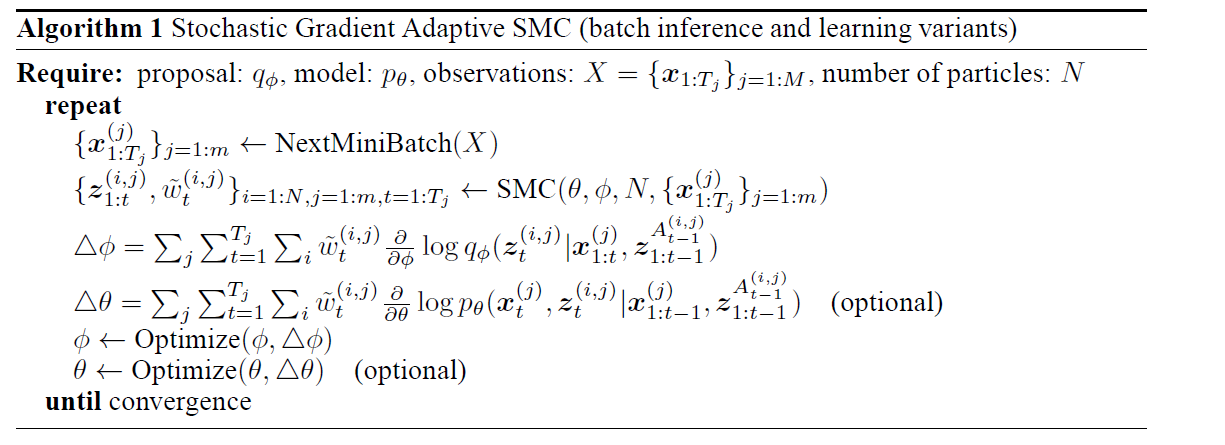 Algorithm 1 Stochastic Gradient Adaptive SMC (batch inference and learning variants)
Require: proposal: $q_\phi$, model: $p_\theta$, observations: $X = \{\boldsymbol{x}_{1:T_j}\}_{j=1:M}$, number of particles: $N$
repeat
$\{\boldsymbol{x}_{1:T_j}^{(j)}\}_{j=1:m} \leftarrow \text{NextMiniBatch}(X)$
$\{\boldsymbol{z}_{1:t}^{(i,j)}, \tilde{w}_t^{(i,j)}\}_{i=1:N,j=1:m,t=1:T_j} \leftarrow \text{SMC}(\theta, \phi, N, \{\boldsymbol{x}_{1:T_j}^{(j)}\}_{j=1:m})$
$\triangle\phi = \sum_j \sum_{t=1}^{T_j} \sum_i \tilde{w}_t^{(i,j)} \frac{\partial}{\partial\phi} \log q_\phi(\boldsymbol{z}_t^{(i,j)}|\boldsymbol{x}_{1:t}^{(j)}, \boldsymbol{z}_{1:t-1}^{A_{t-1}^{(i,j)}})$
$\triangle\theta = \sum_j \sum_{t=1}^{T_j} \sum_i \tilde{w}_t^{(i,j)} \frac{\partial}{\partial\theta} \log p_\theta(\boldsymbol{x}_t^{(j)}, \boldsymbol{z}_t^{(i,j)}|\boldsymbol{x}_{1:t-1}^{(j)}, \boldsymbol{z}_{1:t-1}^{A_{t-1}^{(i,j)}})$ (optional)
$\phi \leftarrow \text{Optimize}(\phi, \triangle\phi)$
$\theta \leftarrow \text{Optimize}(\theta, \triangle\theta)$ (optional)
until convergence